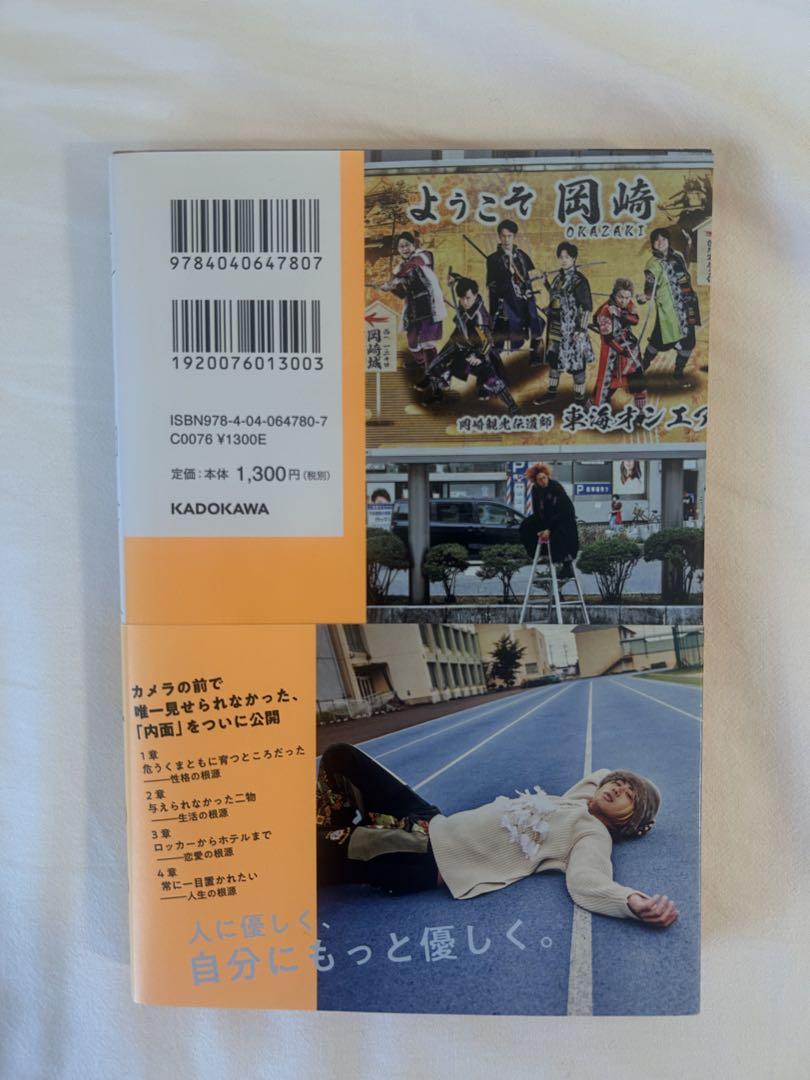 9784040647807
1920076013003
ISBN978-4-04-064780-7
C0076 ¥1300E
定価:本体 1,300円(税別)
KADOKAWA
ようこそ 岡崎
OKAZAKI
岡崎城
岡崎観光伝道師 東海オンエア
P
P
カメラの前で
唯一見せられなかった、
「内面」をついに公開
1章
危うくまともに育つところだった
——性格の根源
2章
与えられなかった二物
——生活の根源
3章
ロッカーからホテルまで
——恋愛の根源
4章
常に一目置かれたい
——人生の根源
人に優しく、
自分にもっと優しく。